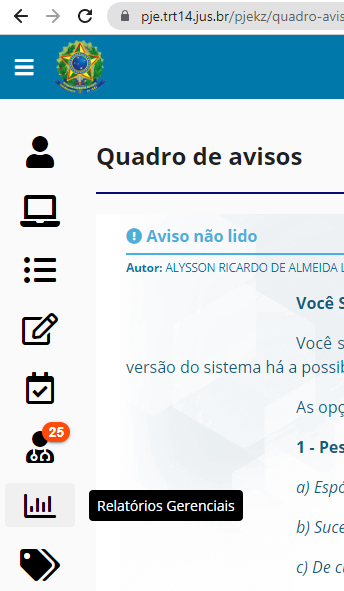 pje.trt14.jus.br/pjekz/quadro-avis
Quadro de avisos
Aviso não lido
Autor: ALYSSON RICARDO DE ALMEIDA L
Você S
Você s
versão do sistema há a possib
As opç
1 - Pes
a) Espó
b) Suce
c) De c
25
Relatórios Gerenciais